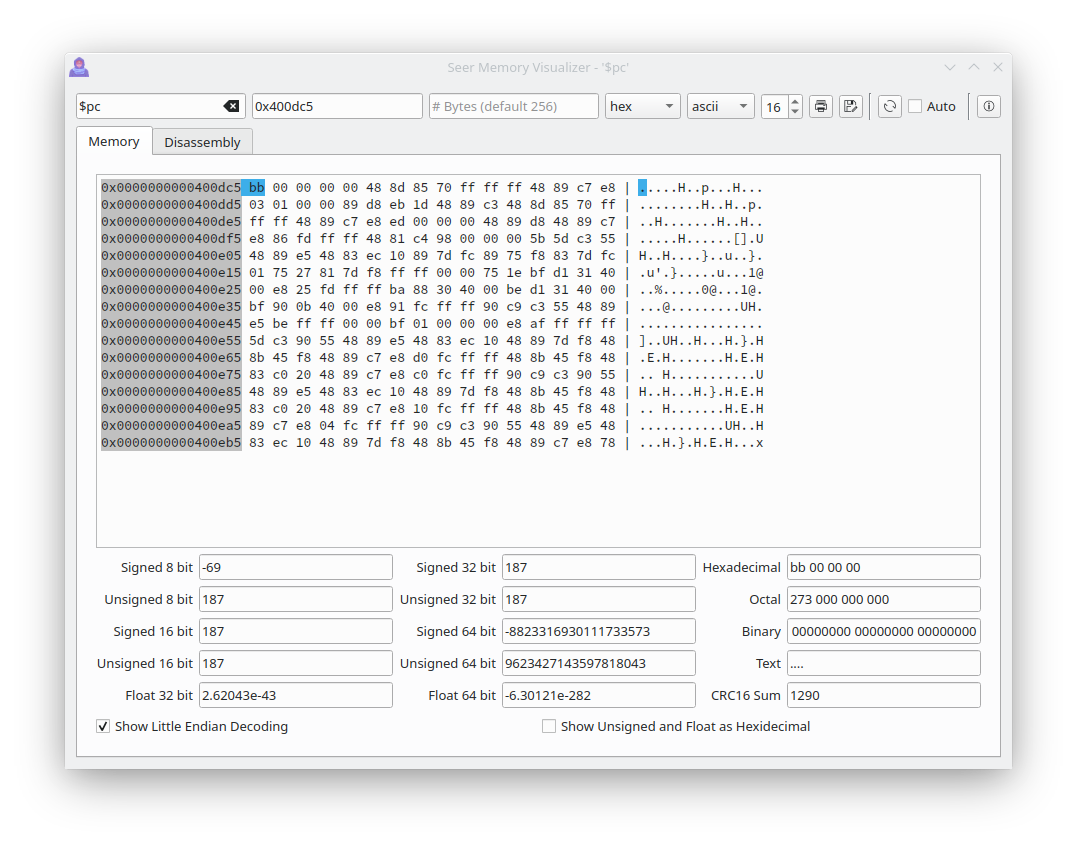 Seer Memory Visualizer - '$pc'
$pc 0x400dc5 # Bytes (default 256) hex ascii 16 Auto
Memory Disassembly
0x0000000000400dc5 bb 00 00 00 00 48 8d 85 70 ff ff ff 48 89 c7 e8 | .....H..p...H...
0x0000000000400dd5 03 01 00 00 89 d8 eb 1d 48 89 c3 48 8d 85 70 ff | ........H..H..p.
0x0000000000400de5 ff ff 48 89 c7 e8 ed 00 00 00 48 89 d8 48 89 c7 | ..H.......H..H..
0x0000000000400df5 e8 86 fd ff ff 48 81 c4 98 00 00 00 5b 5d c3 55 | .....H......[].U
0x0000000000400e05 48 89 e5 48 83 ec 10 89 7d fc 89 75 f8 83 7d fc | H..H....}..u..}.
0x0000000000400e15 01 75 27 81 7d f8 ff ff 00 00 75 1e bf d1 31 40 | .u'.}.....u...1@
0x0000000000400e25 00 e8 25 fd ff ff ba 88 30 40 00 be d1 31 40 00 | ..%.....0@...1@.
0x0000000000400e35 bf 90 0b 40 00 e8 91 fc ff ff 90 c9 c3 55 48 89 | ...@.........UH.
0x0000000000400e45 e5 be ff ff 00 00 bf 01 00 00 00 e8 af ff ff ff | ................
0x0000000000400e55 5d c3 90 55 48 89 e5 48 83 ec 10 48 89 7d f8 48 | ]..UH..H...H.}.H
0x0000000000400e65 8b 45 f8 48 89 c7 e8 d0 fc ff ff 48 8b 45 f8 48 | .E.H.......H.E.H
0x0000000000400e75 83 c0 20 48 89 c7 e8 c0 fc ff ff 90 c9 c3 90 55 | .. H...........U
0x0000000000400e85 48 89 e5 48 83 ec 10 48 89 7d f8 48 8b 45 f8 48 | H..H...H.}.H.E.H
0x0000000000400e95 83 c0 20 48 89 c7 e8 10 fc ff ff 48 8b 45 f8 48 | .. H.......H.E.H
0x0000000000400ea5 89 c7 e8 04 fc ff ff 90 c9 c3 90 55 48 89 e5 48 | ...........UH..H
0x0000000000400eb5 83 ec 10 48 89 7d f8 48 8b 45 f8 48 89 c7 e8 78 | ...H.}.H.E.H...x
Signed 8 bit -69 Signed 32 bit 187 Hexadecimal bb 00 00 00
Unsigned 8 bit 187 Unsigned 32 bit 187 Octal 273 000 000 000
Signed 16 bit 187 Signed 64 bit -8823316930111733573 Binary 00000000 00000000 00000000
Unsigned 16 bit 187 Unsigned 64 bit 9623427143597818043 Text ....
Float 32 bit 2.62043e-43 Float 64 bit -6.30121e-282 CRC16 Sum 1290
Show Little Endian Decoding Show Unsigned and Float as Hexidecimal